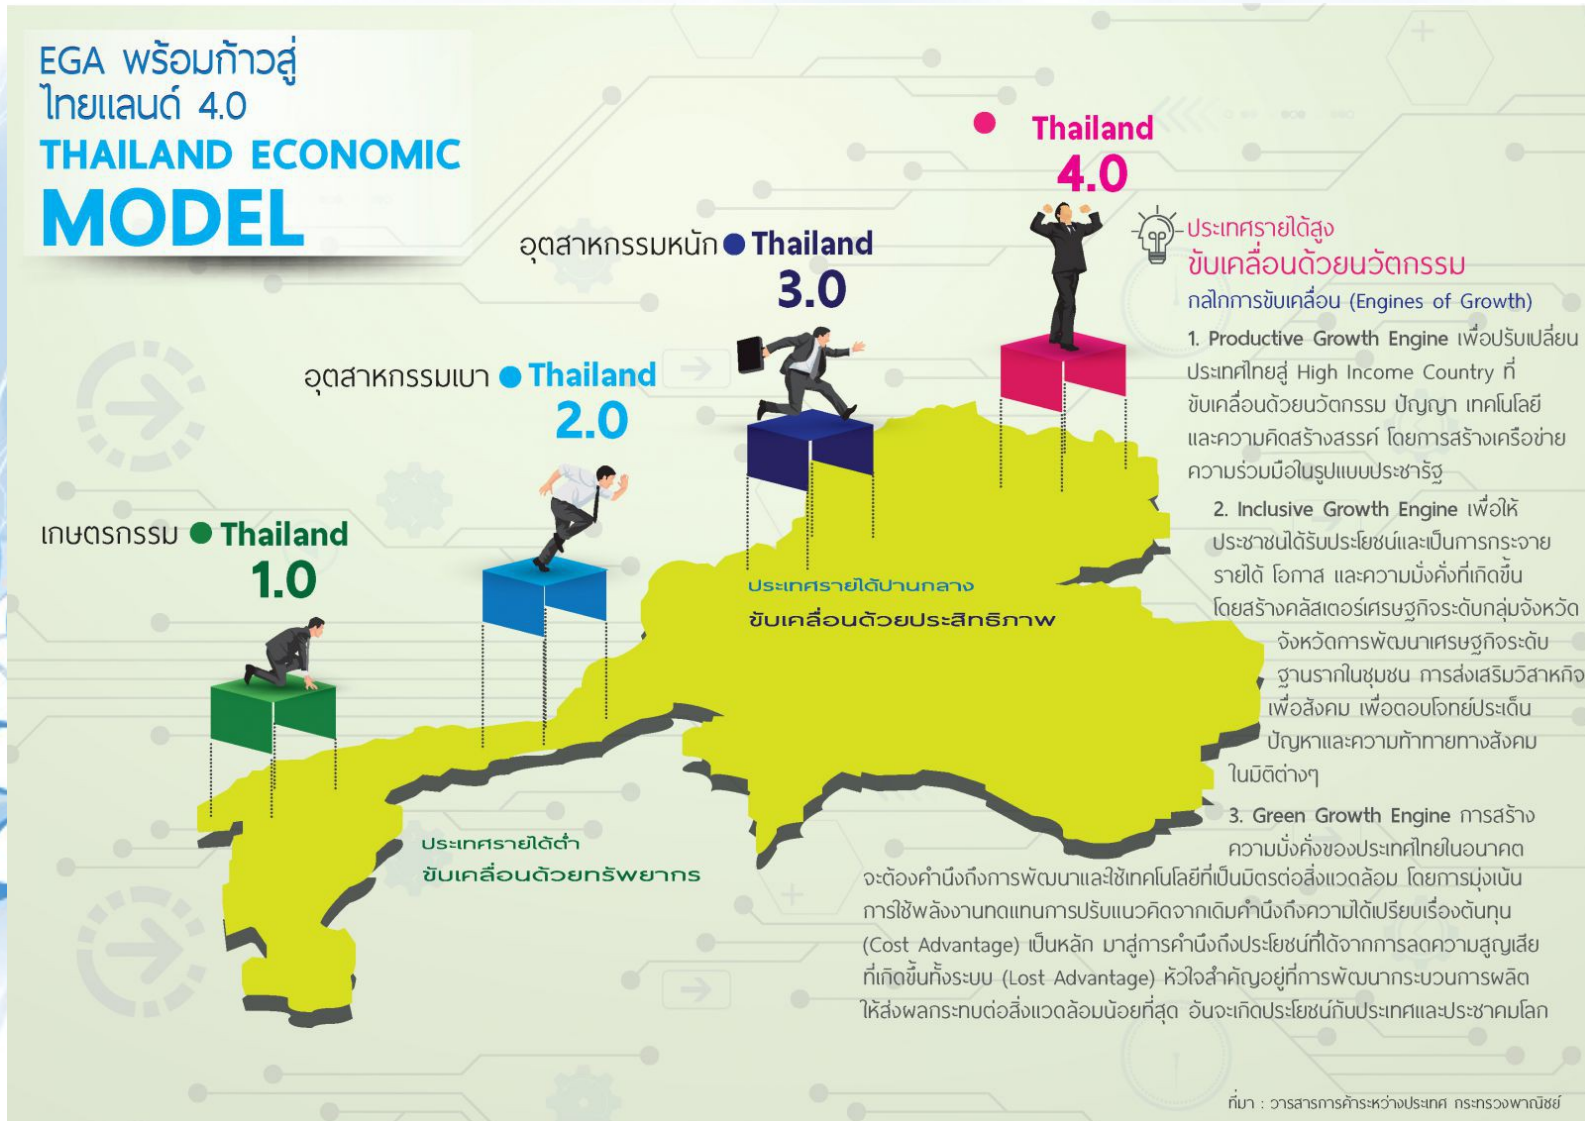 EGA พร้อมก้าวสู่
ไทยแลนด์ 4.0
THAILAND ECONOMIC
MODEL
เกษตรกรรม Thailand
1.0
อุตสาหกรรมเบา Thailand
2.0
อุตสาหกรรมหนัก Thailand
3.0
Thailand
4.0
ประเทศรายได้ต่ำ
ขับเคลื่อนด้วยทรัพยากร
ประเทศรายได้ปานกลาง
ขับเคลื่อนด้วยประสิทธิภาพ
ประเทศรายได้สูง
ขับเคลื่อนด้วยนวัตกรรม
กลไกการขับเคลื่อน (Engines of Growth)
1. Productive Growth Engine เพื่อปรับเปลี่ยน
ประเทศไทยสู่ High Income Country ที่
ขับเคลื่อนด้วยนวัตกรรม ปัญญา เทคโนโลยี
และความคิดสร้างสรรค์ โดยการสร้างเครือข่าย
ความร่วมมือในรูปแบบประชารัฐ
2. Inclusive Growth Engine เพื่อให้
ประชาชนได้รับประโยชน์และเป็นการกระจาย
รายได้ โอกาส และความมั่งคั่งที่เกิดขึ้น
โดยสร้างคลัสเตอร์เศรษฐกิจระดับกลุ่มจังหวัด
จังหวัดการพัฒนาเศรษฐกิจระดับ
ฐานรากในชุมชน การส่งเสริมวิสาหกิจ
เพื่อสังคม เพื่อตอบโจทย์ประเด็น
ปัญหาและความท้าทายทางสังคม
ในมิติต่างๆ
3. Green Growth Engine การสร้าง
ความมั่งคั่งของประเทศไทยในอนาคต
จะต้องคำนึงถึงการพัฒนาและใช้เทคโนโลยีที่เป็นมิตรต่อสิ่งแวดล้อม โดยการมุ่งเน้น
การใช้พลังงานทดแทนการปรับแนวคิดจากเดิมคำนึงถึงความได้เปรียบเรื่องต้นทุน
(Cost Advantage) เป็นหลัก มาสู่การคำนึงถึงประโยชน์ที่ได้จากการลดความสูญเสีย
ที่เกิดขึ้นทั้งระบบ (Lost Advantage) หัวใจสำคัญอยู่ที่การพัฒนากระบวนการผลิต
ให้ส่งผลกระทบต่อสิ่งแวดล้อมน้อยที่สุด อันจะเกิดประโยชน์กับประเทศและประชาคมโลก
ที่มา : วารสารการค้าระหว่างประเทศ กระทรวงพาณิชย์